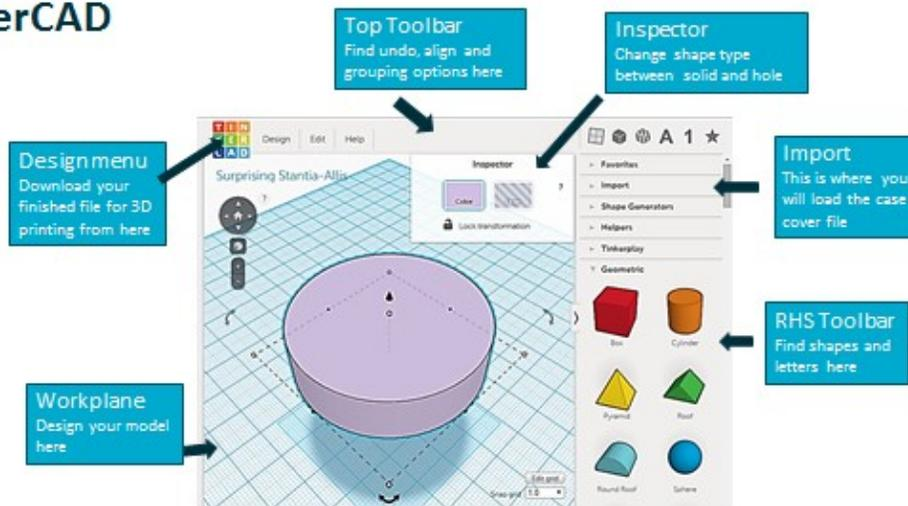 erCAD
Top Toolbar
Find undo, align and
grouping options here
Inspector
Change shape type
between solid and hole
Design menu
Download your
finished file for 3D
printing from here
Import
This is where you
will load the case
cover file
RHS Toolbar
Find shapes and
letters here
Workplane
Design your model
here
TIN
KER
CAD
Design Edit Help
A 1
Surprising Stantia-Allis
?
Inspector
Color
?
Lock transformation
Favorites
Import
Shape Generators
Helpers
Tinkerplay
Geometric
Box Cylinder
Pyramid Roof
Round Roof Sphere
Edit grid
Snap grid 1.0